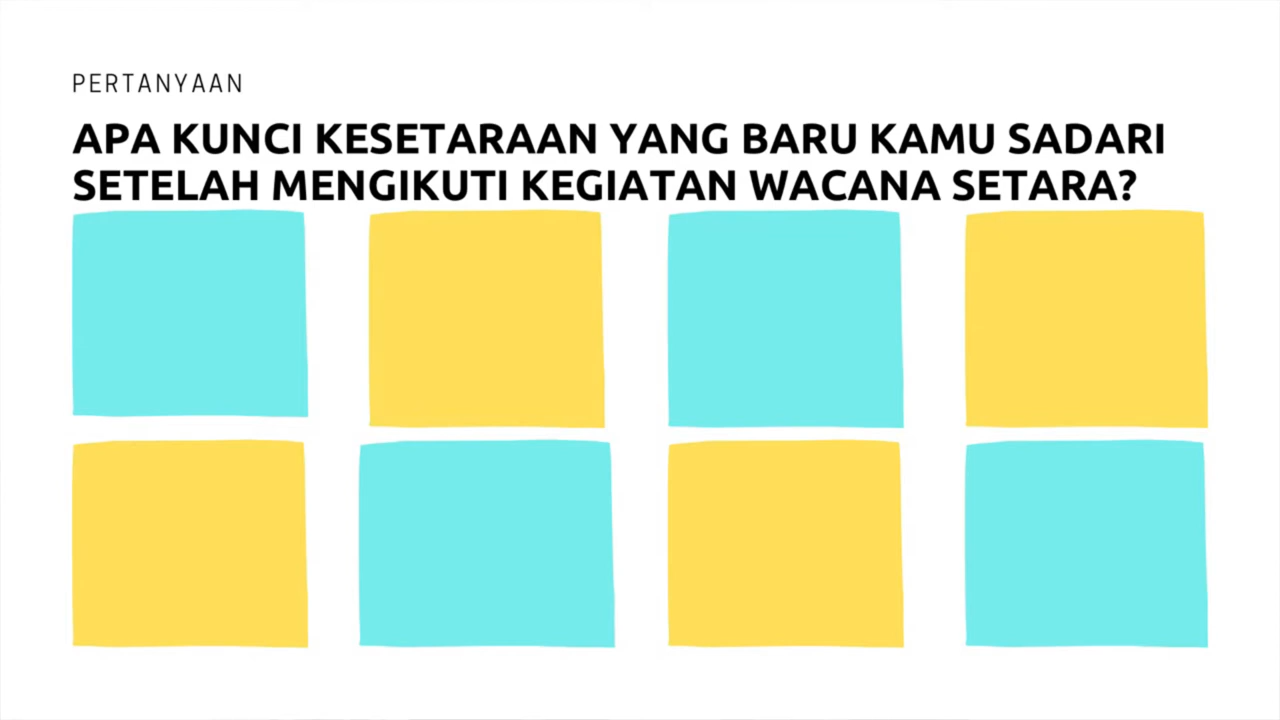 PERTANYAAN
APA KUNCI KESETARAAN YANG BARU KAMU SADARI
SETELAH MENGIKUTI KEGIATAN WACANA SETARA?